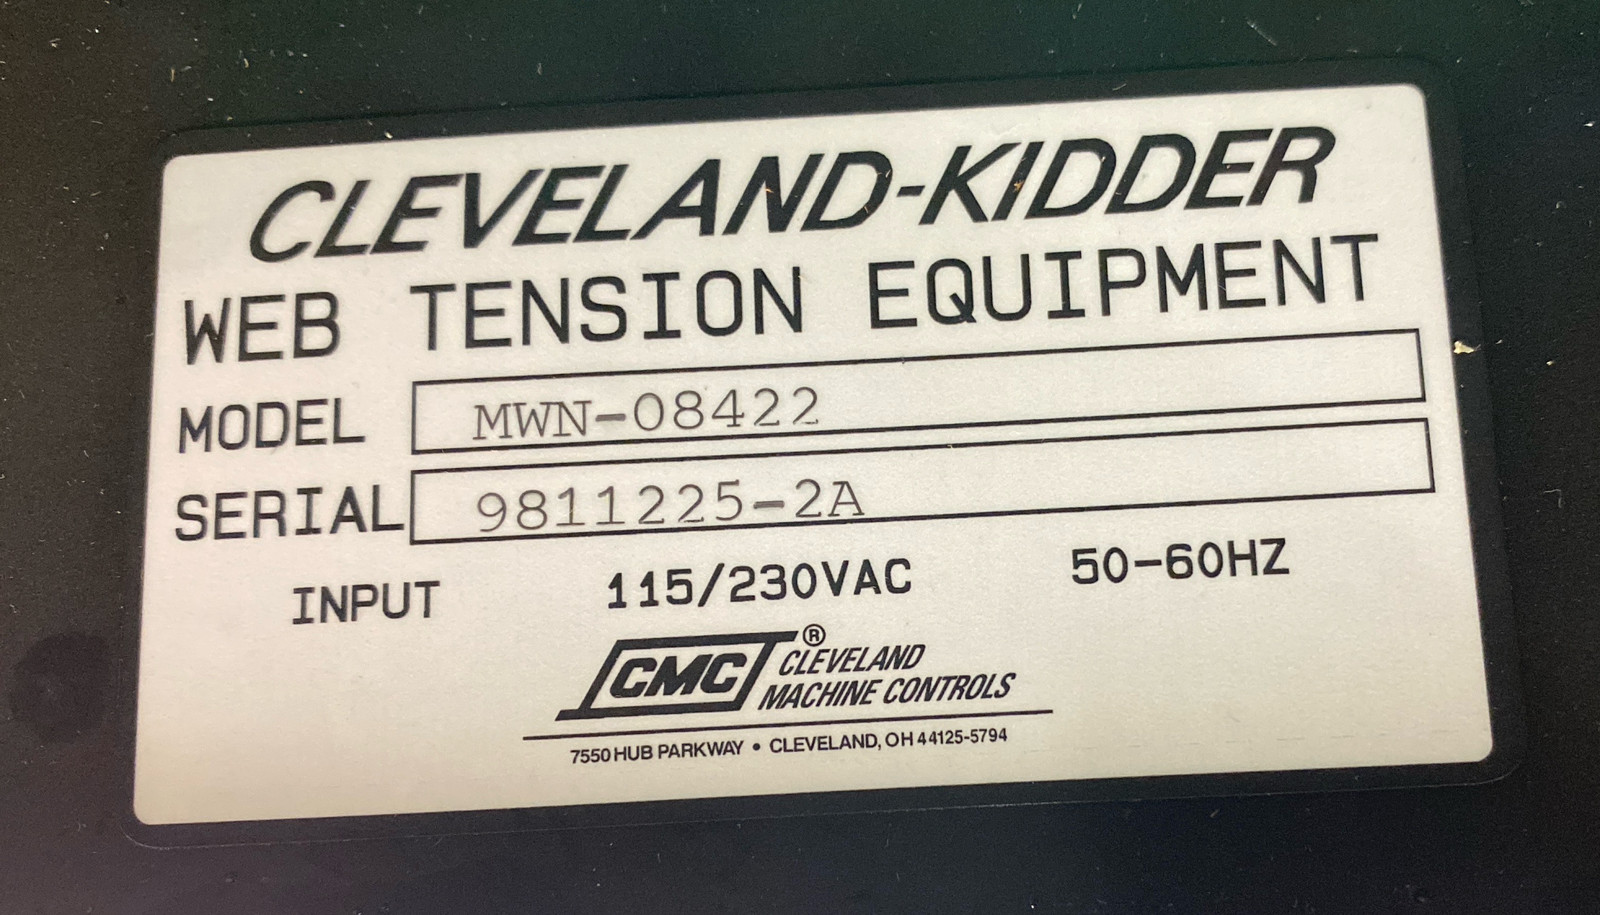 CLEVELAND-KIDDER
WEB TENSION EQUIPMENT
MODEL MWN-08422
SERIAL 9811225-2A
INPUT 115/230VAC 50-60HZ
CMC® CLEVELAND
MACHINE CONTROLS
7550 HUB PARKWAY • CLEVELAND, OH 44125-5794